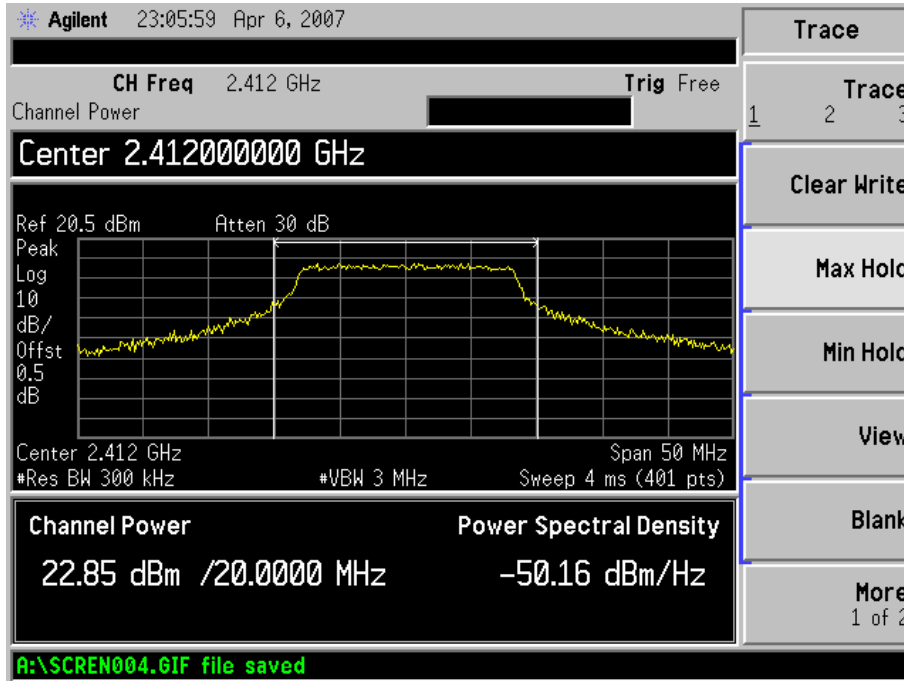 Agilent 23:05:59 Apr 6, 2007
Trace
CH Freq 2.412 GHz Trig Free
Channel Power
Trace
1 2 3
Center 2.412000000 GHz
Clear Write
Ref 20.5 dBm Atten 30 dB
Peak
Log
10
dB/
Offst
0.5
dB
Max Hold
Min Hold
Center 2.412 GHz Span 50 MHz
#Res BW 300 kHz #VBW 3 MHz Sweep 4 ms (401 pts)
View
Channel Power Power Spectral Density
22.85 dBm /20.0000 MHz -50.16 dBm/Hz
Blank
More
1 of 2
A:\SCREN004.GIF file saved